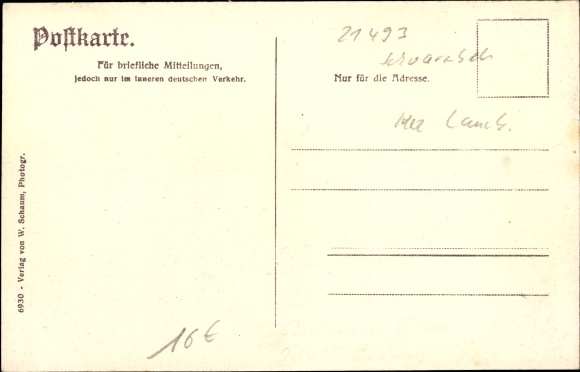 Postkarte.
Für briefliche Mitteilungen,
jedoch nur im inneren deutschen Verkehr.
21493
Schwarzbek
Nur für die Adresse.
6930 - Verlag von W. Schaum, Photogr.
16€